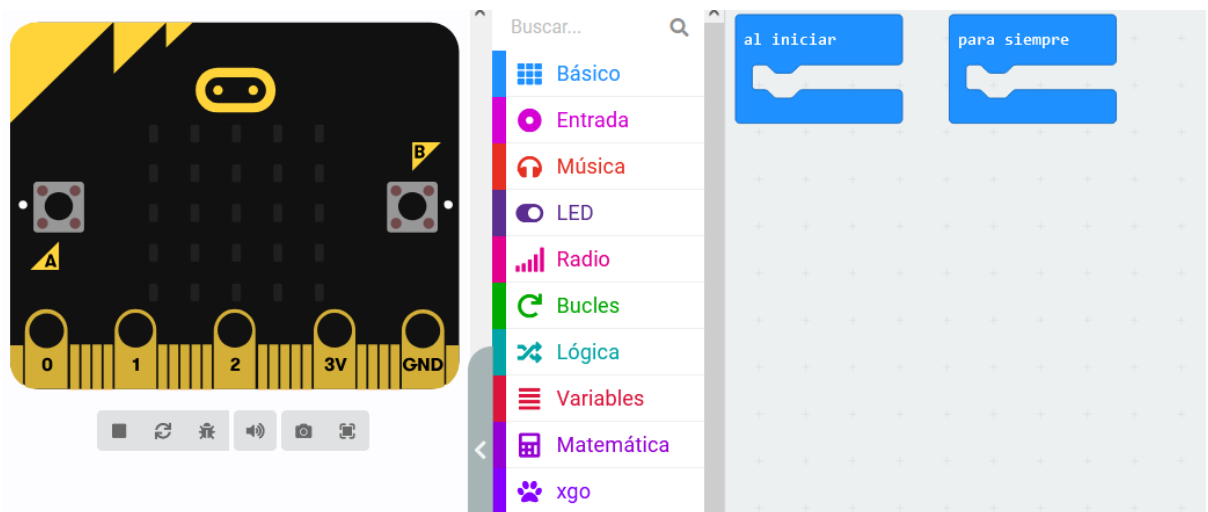 B
A
0
1
2
3V
GND
Buscar...
Básico
Entrada
Música
LED
Radio
Bucles
Lógica
Variables
Matemática
xgo
al iniciar
para siempre